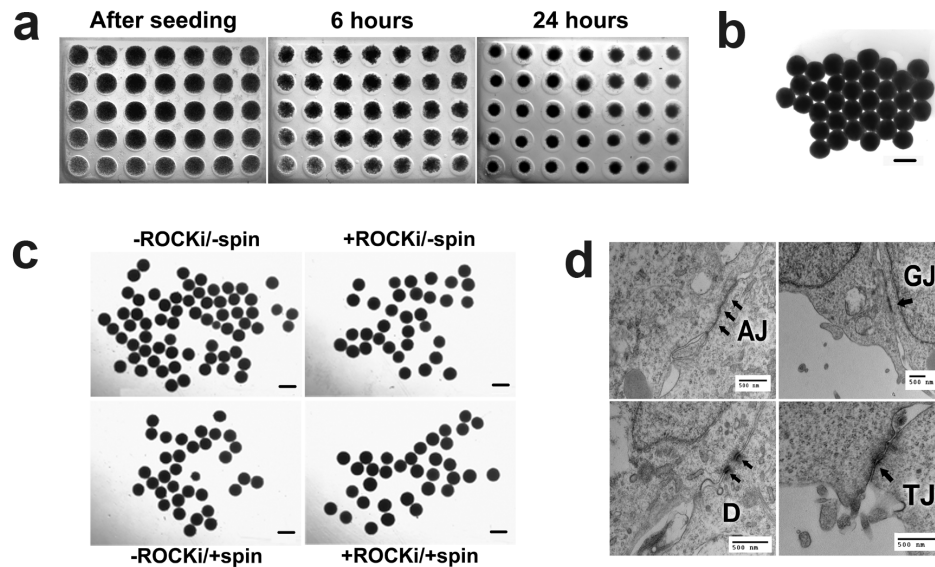 a
After seeding
6 hours
24 hours
b
c
-ROCKi/-spin
+ROCKi/-spin
-ROCKi/+spin
+ROCKi/+spin
d
AJ
500 nm
GJ
500 nm
D
500 nm
TJ
500 nm